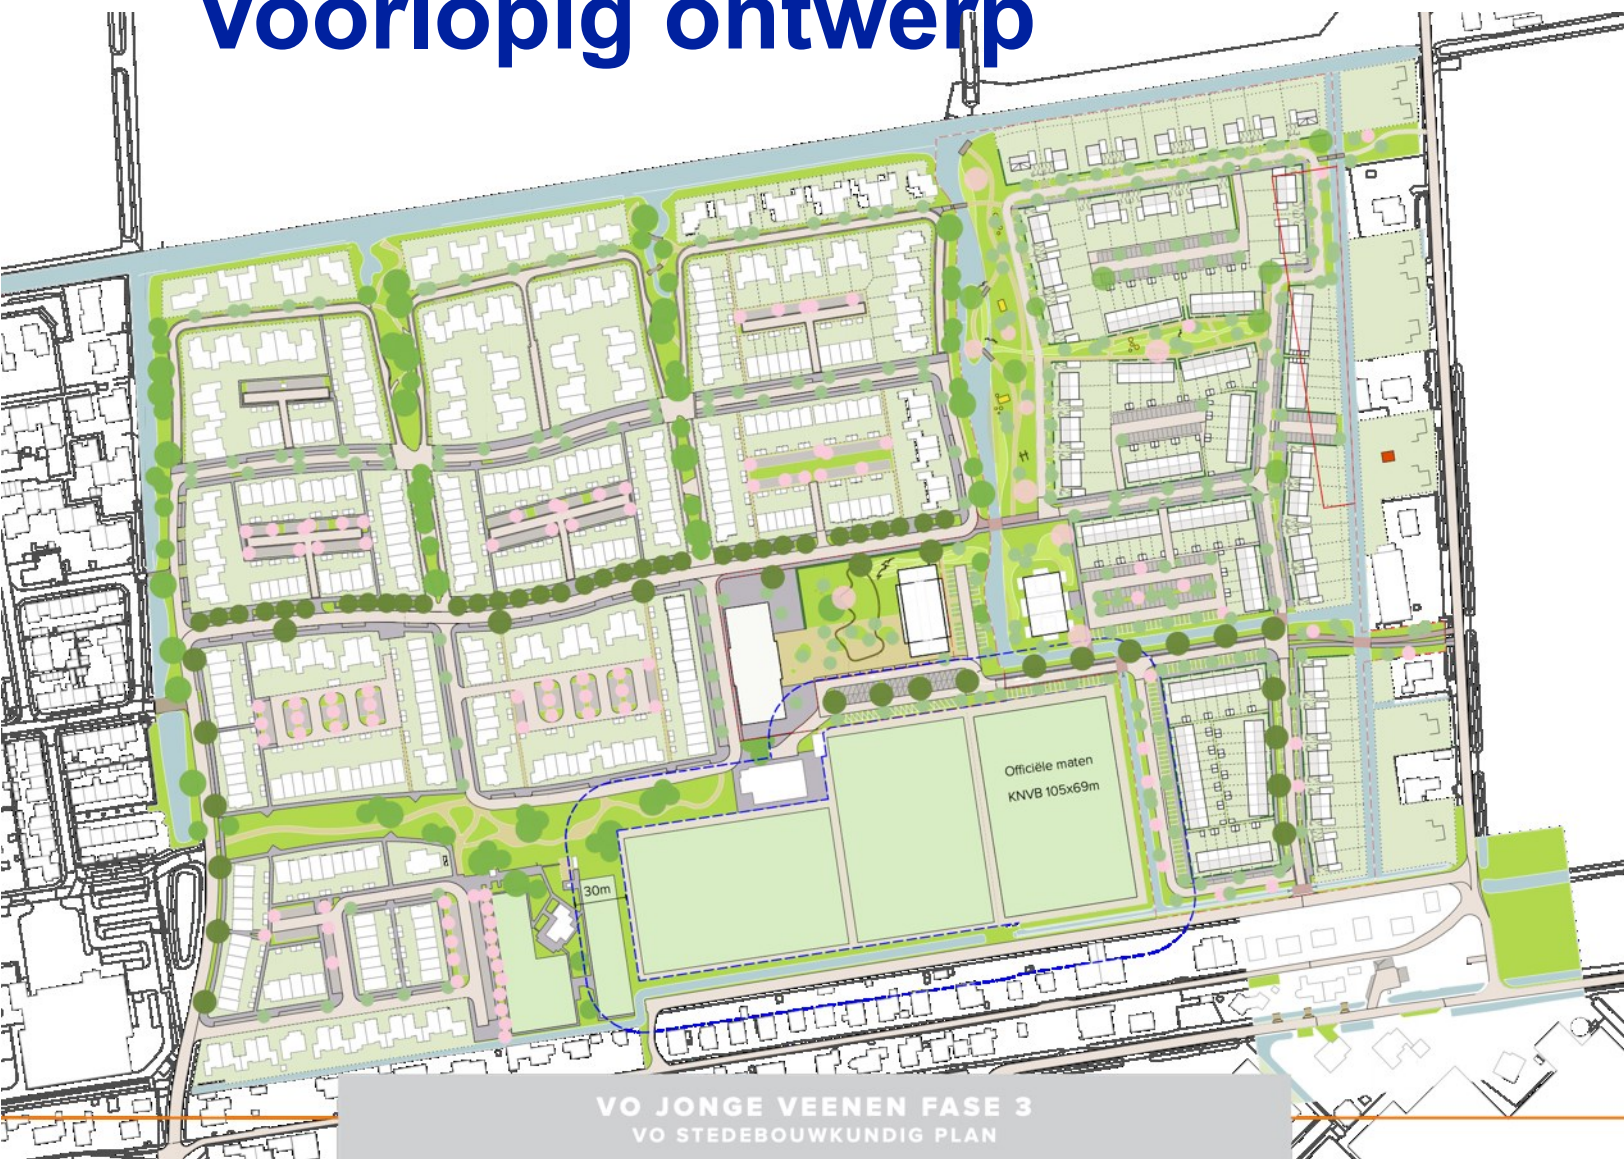 Voorlopig ontwerp
Officiële maten
KNVB 105x69m
30m
VO JONGE VEENEN FASE 3
VO STEDEBOUWKUNDIG PLAN